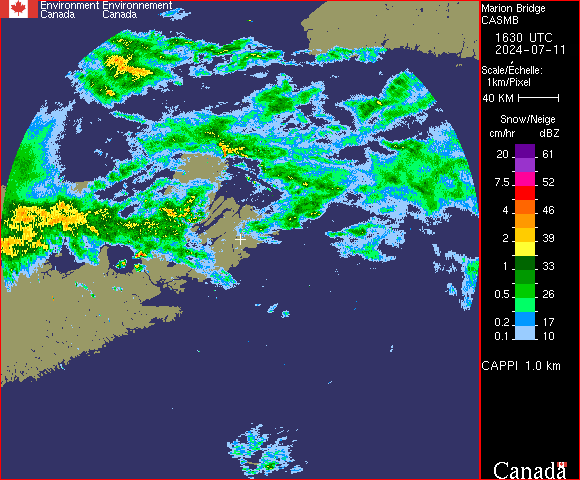 Environment Environnement
Canada Canada
Marion Bridge
CASMB
1630 UTC
2024-07-11
Scale/Échelle:
1km/Pixel
40 KM
Snow/Neige
cm/hr dBZ
20 61
7.5 52
4 46
2 39
1 33
0.5 26
0.2 17
0.1 10
CAPPI 1.0 km
Canada